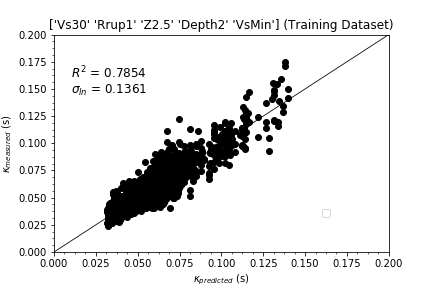 ['Vs30' 'Rrup1' 'Z2.5' 'Depth2' 'VsMin'] (Training Dataset)
0.200
0.175
0.150
0.125
0.100
0.075
0.050
0.025
0.000
κmeasured (s)
R² = 0.7854
σln = 0.1361
0.000 0.025 0.050 0.075 0.100 0.125 0.150 0.175 0.200
κpredicted (s)